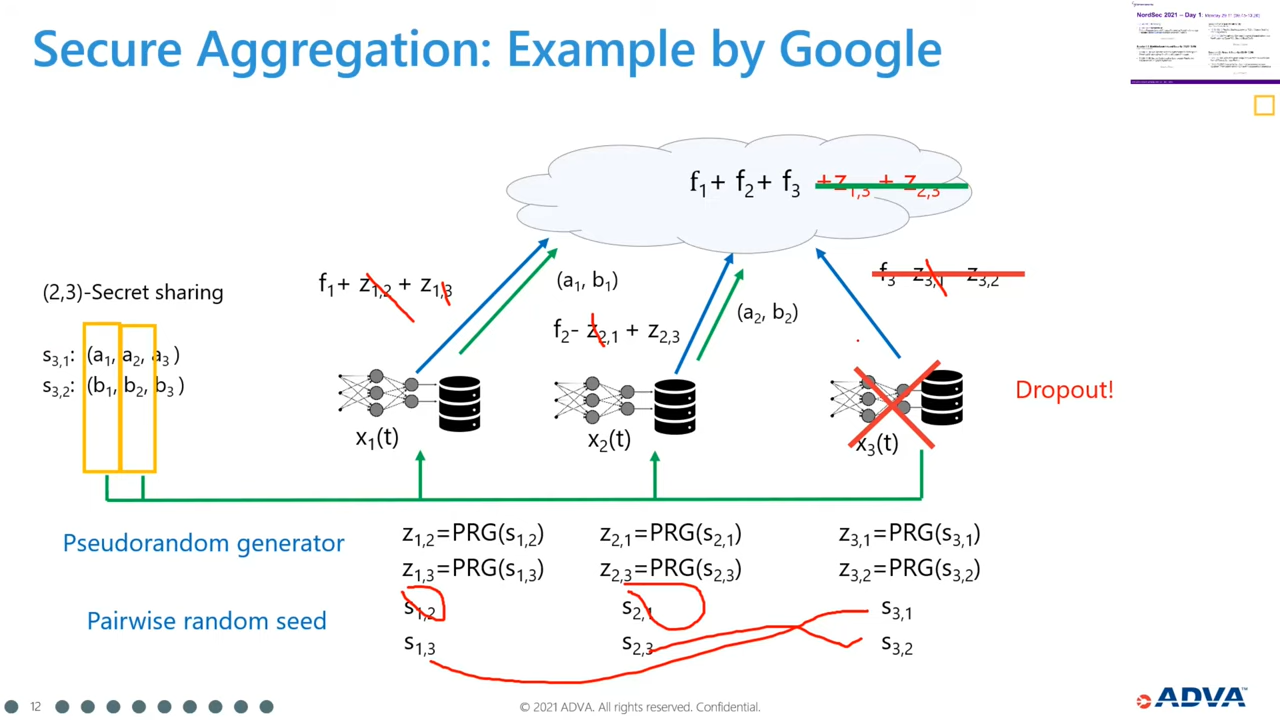 Secure Aggregation: Example by Google
NordSec 2021 – Day 1
f1+ f2+ f3 +z1,3 + z2,3
f1+ z1,2 + z1,3
(a1, b1)
f3 - z3,1 - z3,2
(2,3)-Secret sharing
f2- z2,1 + z2,3
(a2, b2)
s3,1: (a1, a2, a3 )
s3,2: (b1, b2, b3 )
Dropout!
x1(t)
x2(t)
x3(t)
Pseudorandom generator
z1,2=PRG(s1,2)
z2,1=PRG(s2,1)
z3,1=PRG(s3,1)
z1,3=PRG(s1,3)
z2,3=PRG(s2,3)
z3,2=PRG(s3,2)
Pairwise random seed
s1,2
s2,1
s3,1
s1,3
s2,3
s3,2
12
© 2021 ADVA. All rights reserved. Confidential.
ADVA